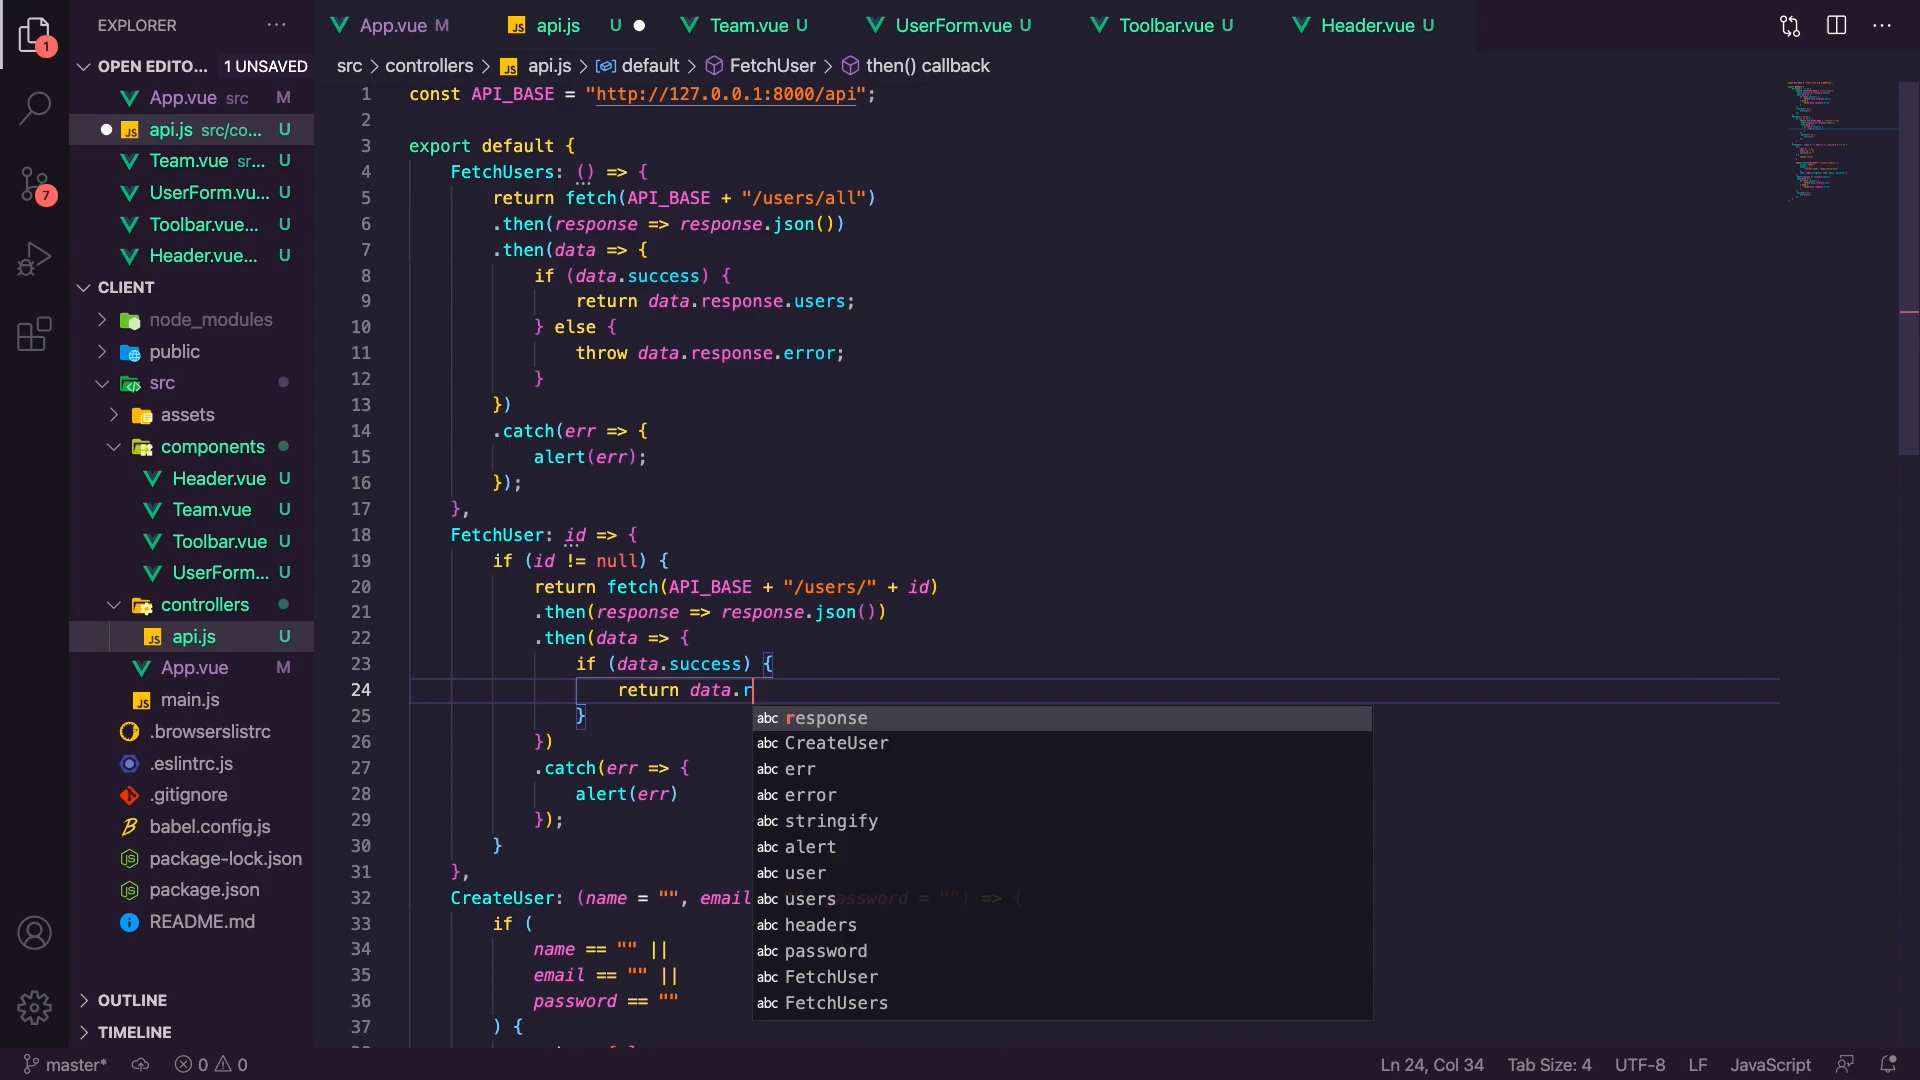 EXPLORER
OPEN EDITO... 1 UNSAVED
App.vue src M
api.js src/co... U
Team.vue sr... U
UserForm.vu... U
Toolbar.vue... U
Header.vue... U
CLIENT
node_modules
public
src
assets
components
Header.vue U
Team.vue U
Toolbar.vue U
UserForm... U
controllers
api.js U
App.vue M
main.js
.browserslistrc
.eslintrc.js
.gitignore
babel.config.js
package-lock.json
package.json
README.md
OUTLINE
TIMELINE
1
7
App.vue M
api.js U
Team.vue U
UserForm.vue U
Toolbar.vue U
Header.vue U
src > controllers > api.js > default > FetchUser > then() callback
1 const API_BASE = "http://127.0.0.1:8000/api";
2
3 export default {
4 FetchUsers: () => {
5 return fetch(API_BASE + "/users/all")
6 .then(response => response.json())
7 .then(data => {
8 if (data.success) {
9 return data.response.users;
10 } else {
11 throw data.response.error;
12 }
13 })
14 .catch(err => {
15 alert(err);
16 });
17 },
18 FetchUser: id => {
19 if (id != null) {
20 return fetch(API_BASE + "/users/" + id)
21 .then(response => response.json())
22 .then(data => {
23 if (data.success) {
24 return data.r
25 }
26 })
27 .catch(err => {
28 alert(err)
29 });
30 }
31 },
32 CreateUser: (name = "", email assword = "") => {
33 if (
34 name == "" ||
35 email == "" ||
36 password == ""
37 ) {
abc response
abc CreateUser
abc err
abc error
abc stringify
abc alert
abc user
abc users
abc headers
abc password
abc FetchUser
abc FetchUsers
master* 0 0
Ln 24, Col 34 Tab Size: 4 UTF-8 LF JavaScript